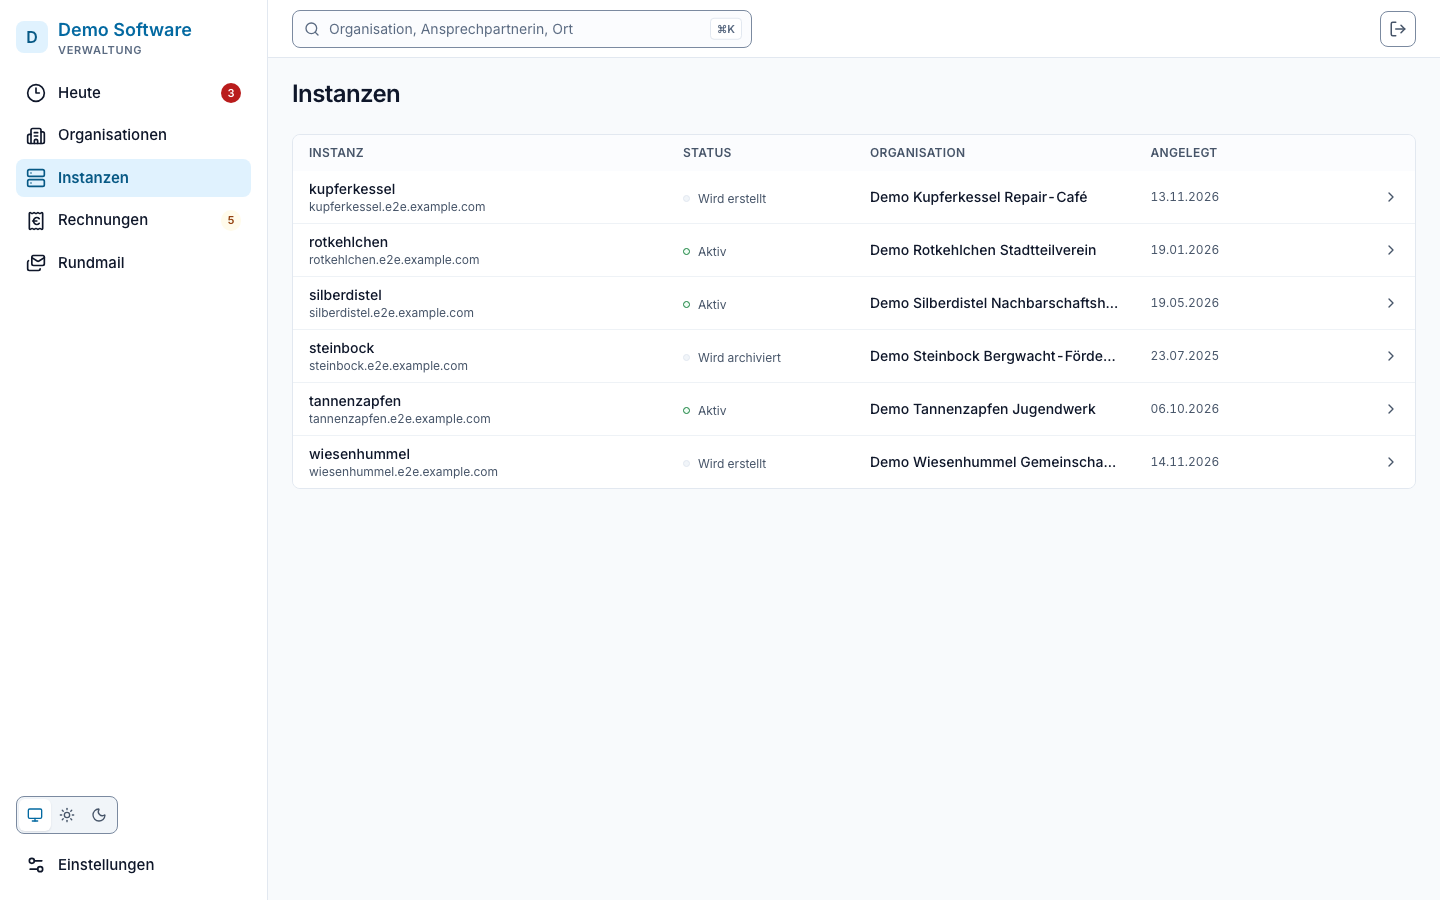 D
Demo Software
VERWALTUNG
Heute 3
Organisationen
Instanzen
Rechnungen 5
Rundmail
Einstellungen
Organisation, Ansprechpartnerin, Ort ⌘K
Instanzen
INSTANZ STATUS ORGANISATION ANGELEGT
kupferkessel
kupferkessel.e2e.example.com
Wird erstellt
Demo Kupferkessel Repair-Café
13.11.2026
rotkehlchen
rotkehlchen.e2e.example.com
Aktiv
Demo Rotkehlchen Stadtteilverein
19.01.2026
silberdistel
silberdistel.e2e.example.com
Aktiv
Demo Silberdistel Nachbarschaftsh...
19.05.2026
steinbock
steinbock.e2e.example.com
Wird archiviert
Demo Steinbock Bergwacht-Förde...
23.07.2025
tannenzapfen
tannenzapfen.e2e.example.com
Aktiv
Demo Tannenzapfen Jugendwerk
06.10.2026
wiesenhummel
wiesenhummel.e2e.example.com
Wird erstellt
Demo Wiesenhummel Gemeinscha...
14.11.2026